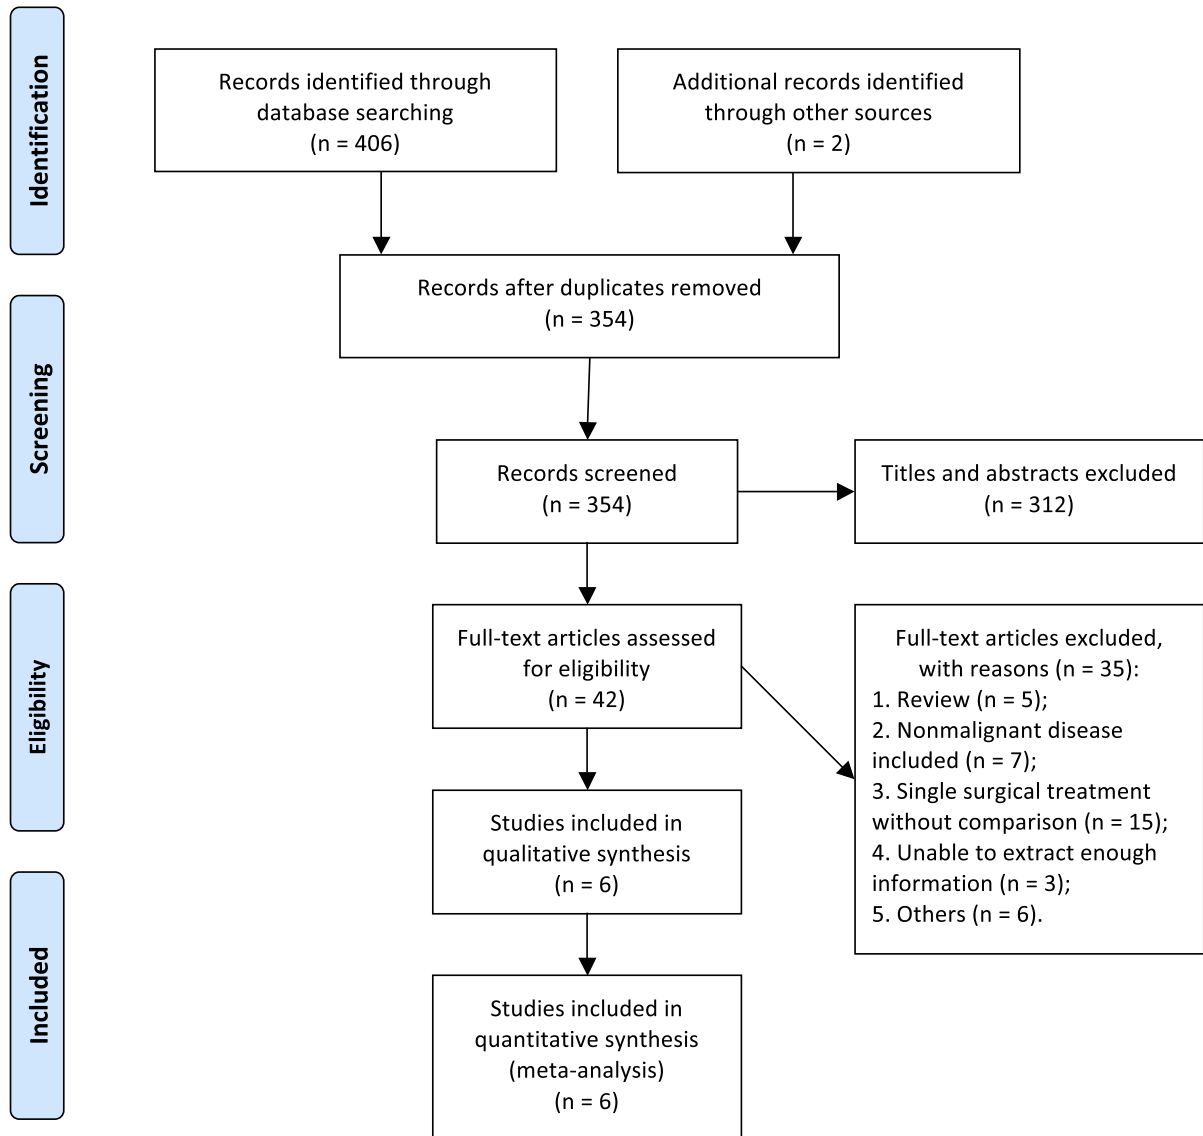 Identification
Records identified through
database searching
(n = 406)
Additional records identified
through other sources
(n = 2)
Records after duplicates removed
(n = 354)
Screening
Records screened
(n = 354)
Titles and abstracts excluded
(n = 312)
Eligibility
Full-text articles assessed
for eligibility
(n = 42)
Full-text articles excluded,
with reasons (n = 35):
1. Review (n = 5);
2. Nonmalignant disease
included (n = 7);
3. Single surgical treatment
without comparison (n = 15);
4. Unable to extract enough
information (n = 3);
5. Others (n = 6).
Studies included in
qualitative synthesis
(n = 6)
Included
Studies included in
quantitative synthesis
(meta-analysis)
(n = 6)